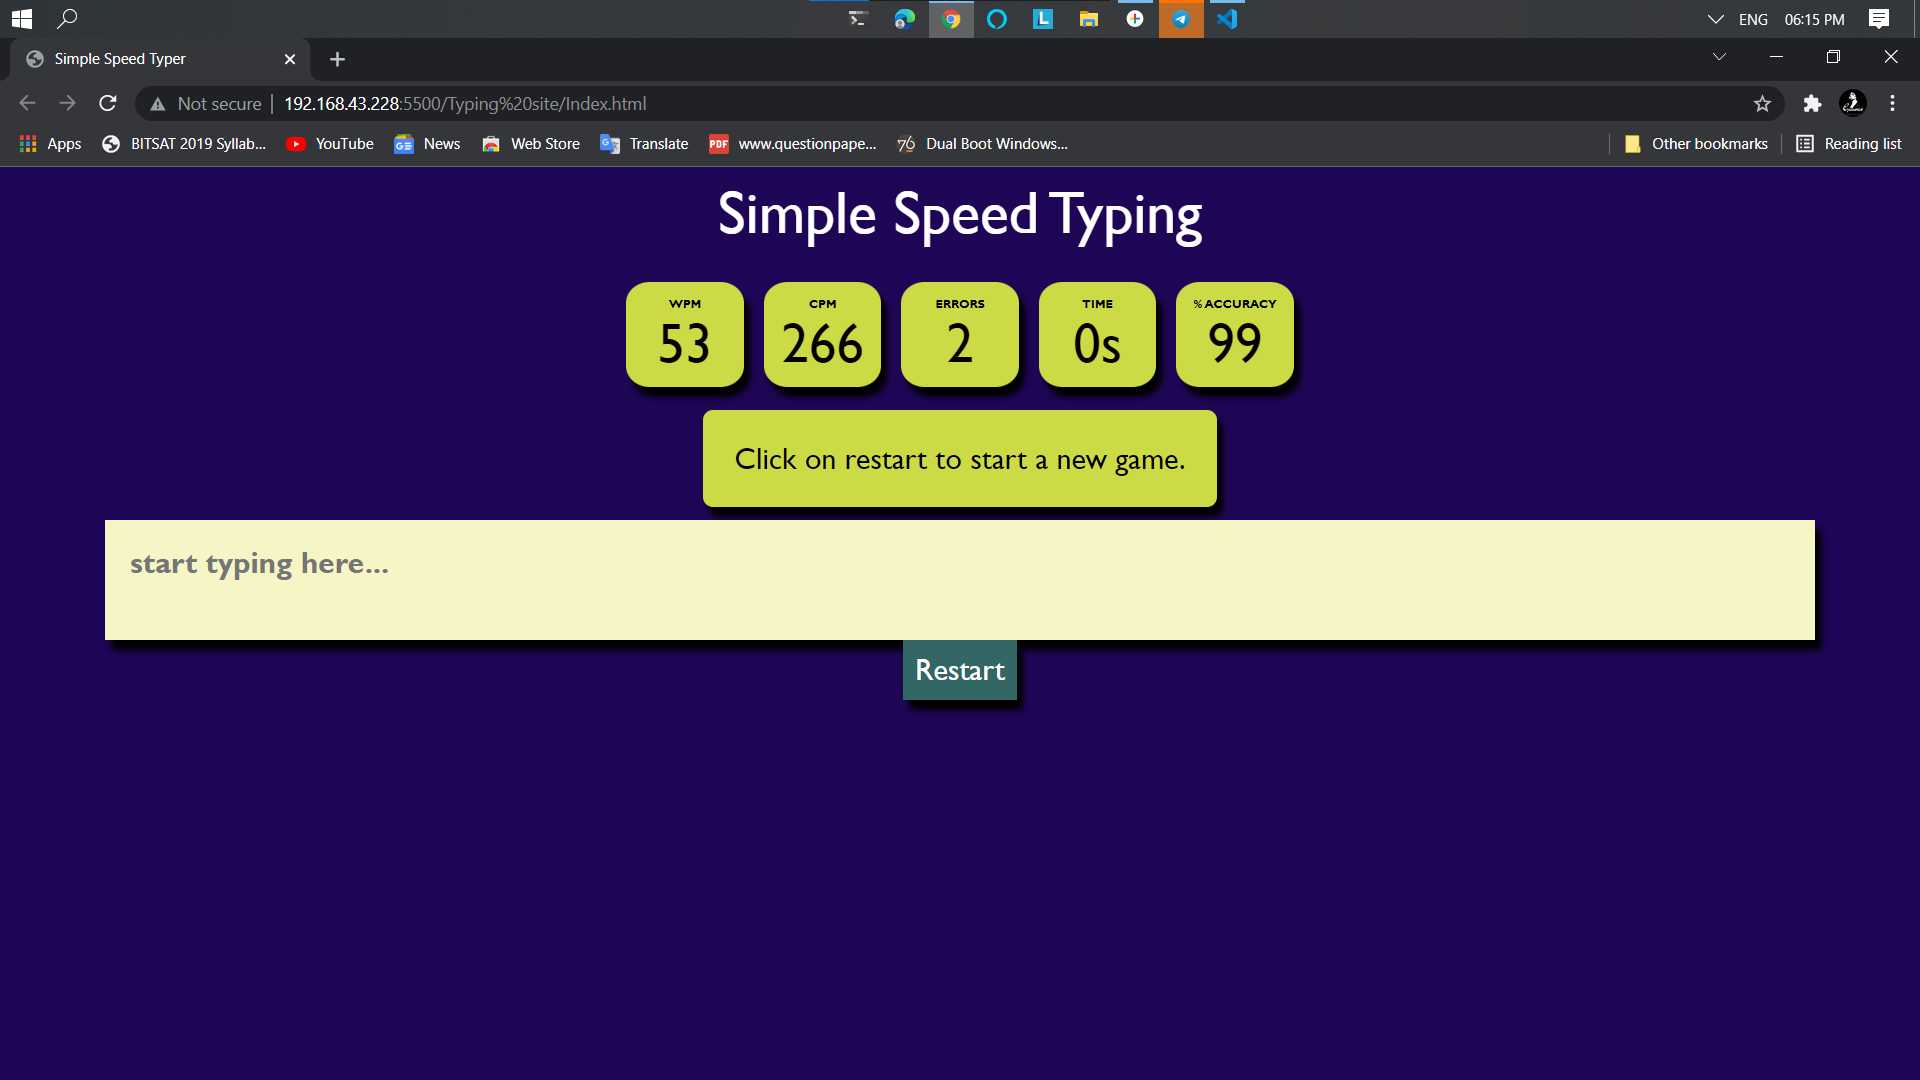 ENG 06:15 PM
Simple Speed Typer
Not secure 192.168.43.228:5500/Typing%20site/Index.html
Apps BITSAT 2019 Syllab... YouTube News Web Store Translate PDF www.questionpape... Dual Boot Windows... Other bookmarks Reading list
Simple Speed Typing
WPM CPM ERRORS TIME % ACCURACY
53 266 2 0s 99
Click on restart to start a new game.
start typing here...
Restart